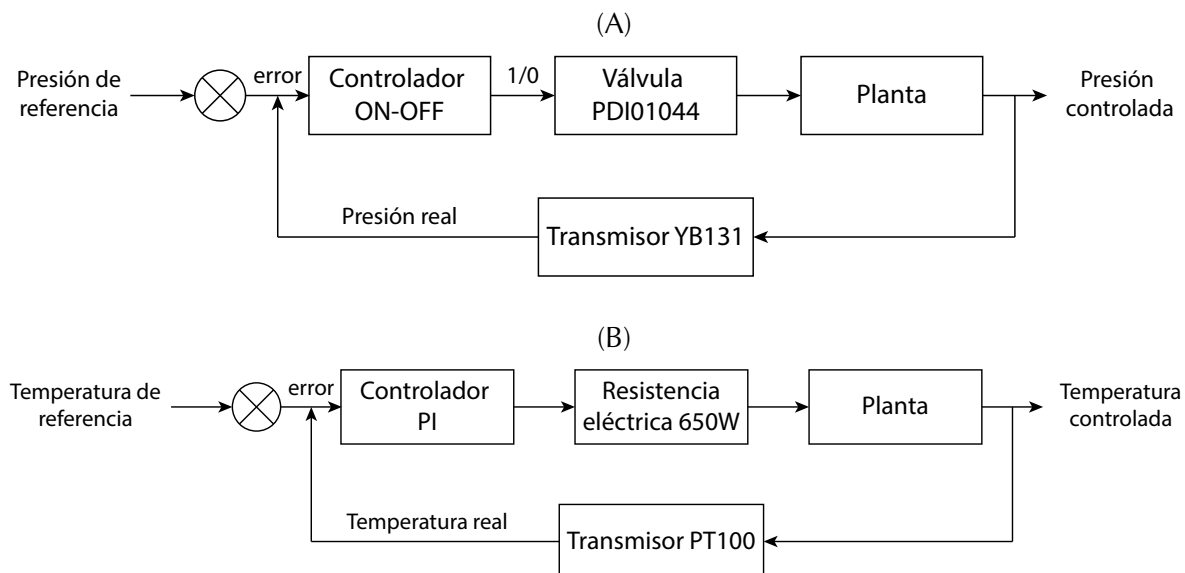 (A)
Presión de
referencia
error
Controlador
ON-OFF
1/0
Válvula
PDI01044
Planta
Presión
controlada
Presión real
Transmisor YB131
(B)
Temperatura de
referencia
error
Controlador
PI
Resistencia
eléctrica 650W
Planta
Temperatura
controlada
Temperatura real
Transmisor PT100